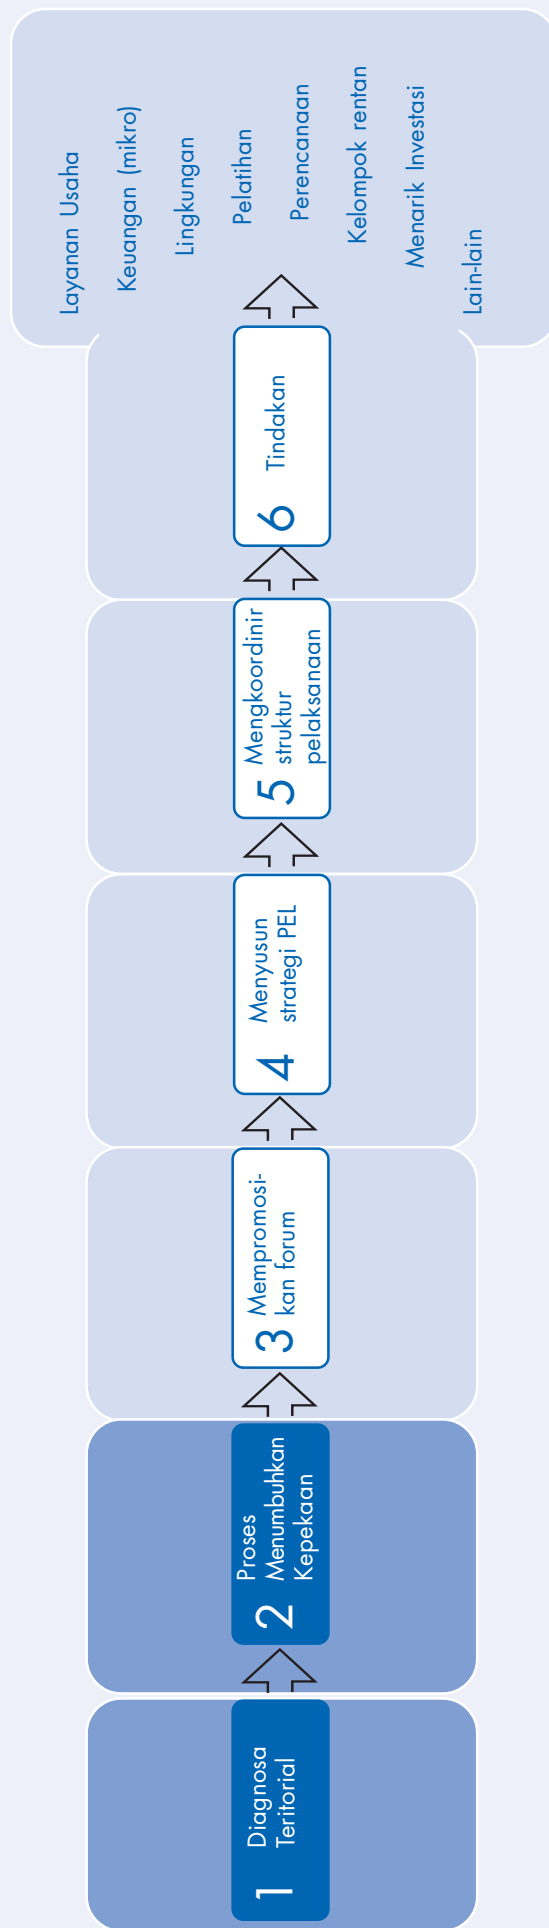 1
Diagnosa
Teritorial
2
Proses
Menumbuhkan
Kepekaan
3
Mempromosi-
kan forum
4
Menyusun
strategi PEL
5
Mengkoordinir
struktur
pelaksanaan
6
Tindakan
Layanan Usaha
Keuangan (mikro)
Lingkungan
Pelatihan
Perencanaan
Kelompok rentan
Menarik Investasi
Lain-lain